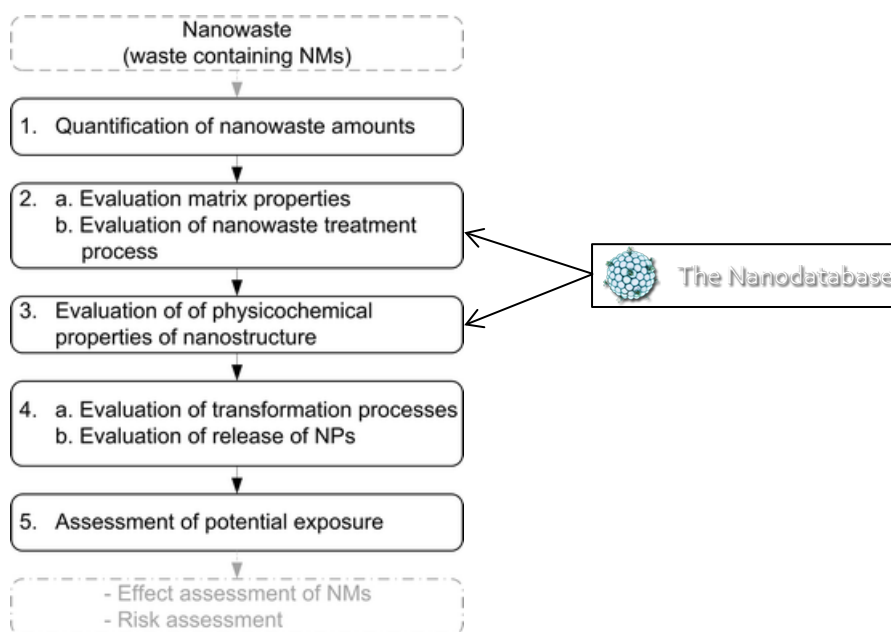 Nanowaste
(waste containing NMs)
1. Quantification of nanowaste amounts
2. a. Evaluation matrix properties
b. Evaluation of nanowaste treatment
process
3. Evaluation of of physicochemical
properties of nanostructure
The Nanodatabase
4. a. Evaluation of transformation processes
b. Evaluation of release of NPs
5. Assessment of potential exposure
- Effect assessment of NMs
- Risk assessment